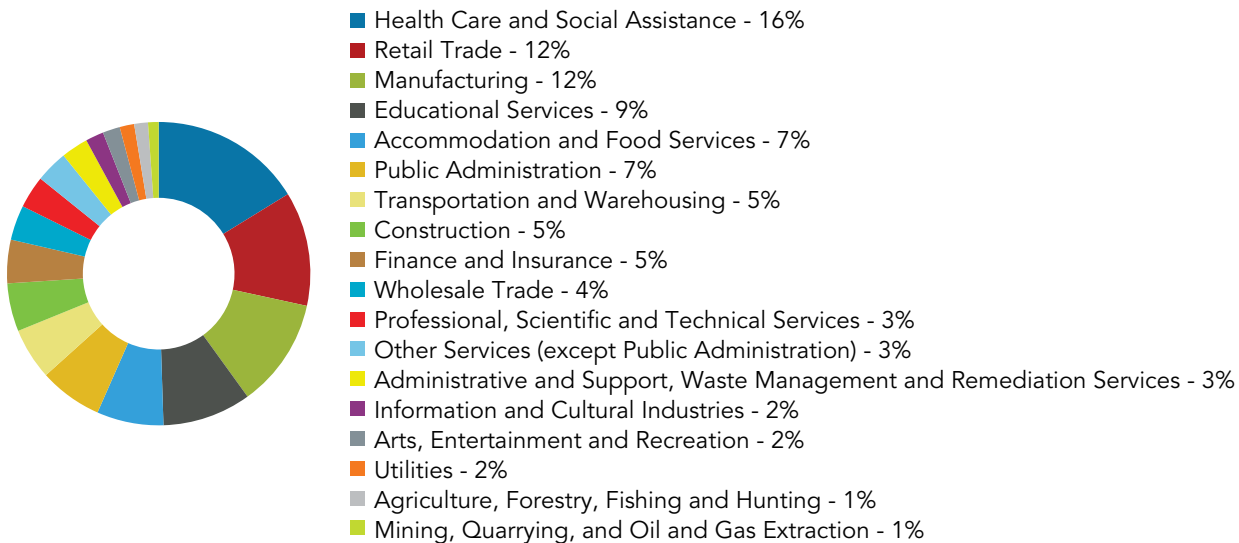 Health Care and Social Assistance - 16%
Retail Trade - 12%
Manufacturing - 12%
Educational Services - 9%
Accommodation and Food Services - 7%
Public Administration - 7%
Transportation and Warehousing - 5%
Construction - 5%
Finance and Insurance - 5%
Wholesale Trade - 4%
Professional, Scientific and Technical Services - 3%
Other Services (except Public Administration) - 3%
Administrative and Support, Waste Management and Remediation Services - 3%
Information and Cultural Industries - 2%
Arts, Entertainment and Recreation - 2%
Utilities - 2%
Agriculture, Forestry, Fishing and Hunting - 1%
Mining, Quarrying, and Oil and Gas Extraction - 1%